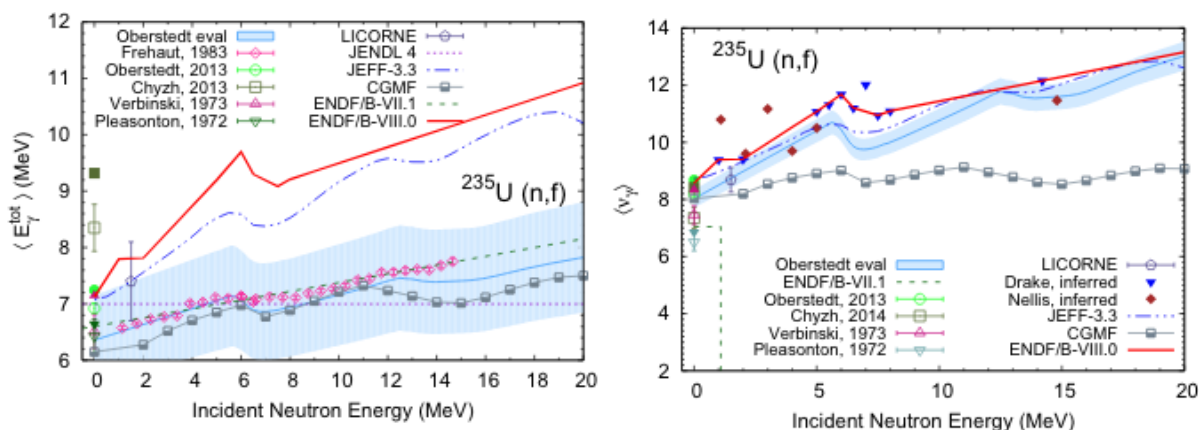 12
11
10
9
8
7
6
⟨ E_γ^tot ⟩ (MeV)
Oberstedt eval
Frehaut, 1983
Oberstedt, 2013
Chyzh, 2013
Verbinski, 1973
Pleasonton, 1972
LICORNE
JENDL 4
JEFF-3.3
CGMF
ENDF/B-VII.1
ENDF/B-VIII.0
²³⁵U (n,f)
0 2 4 6 8 10 12 14 16 18 20
Incident Neutron Energy (MeV)
14
12
10
8
6
4
2
⟨ν_γ⟩
²³⁵U (n,f)
Oberstedt eval
ENDF/B-VII.1
Oberstedt, 2013
Chyzh, 2014
Verbinski, 1973
Pleasonton, 1972
LICORNE
Drake, inferred
Nellis, inferred
JEFF-3.3
CGMF
ENDF/B-VIII.0
0 5 10 15 20
Incident Neutron Energy (MeV)